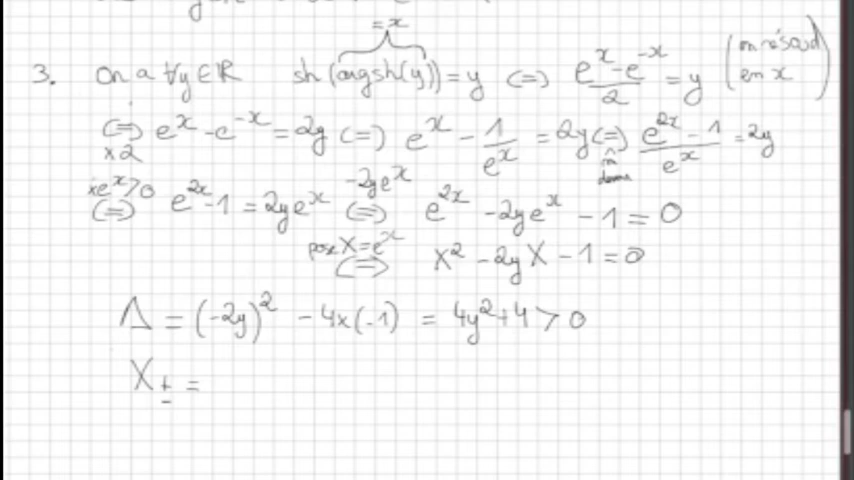 = x
3. on a ∀y∈ℝ sh(argsh(y)) = y ⟺ (e^x - e^-x)/2 = y (on résoud en x
⟺ ×2 e^x - e^-x = 2y ⟺ e^x - 1/e^x = 2y ⟺ m̂ dénom (e^2x - 1)/e^x = 2y
×e^x>0 ⟺ e^2x - 1 = 2ye^x -2ye^x ⟺ e^2x - 2ye^x - 1 = 0
pose X = e^x ⟺ X² - 2yX - 1 = 0
Δ = (-2y)² - 4×(-1) = 4y² + 4 > 0
X± =